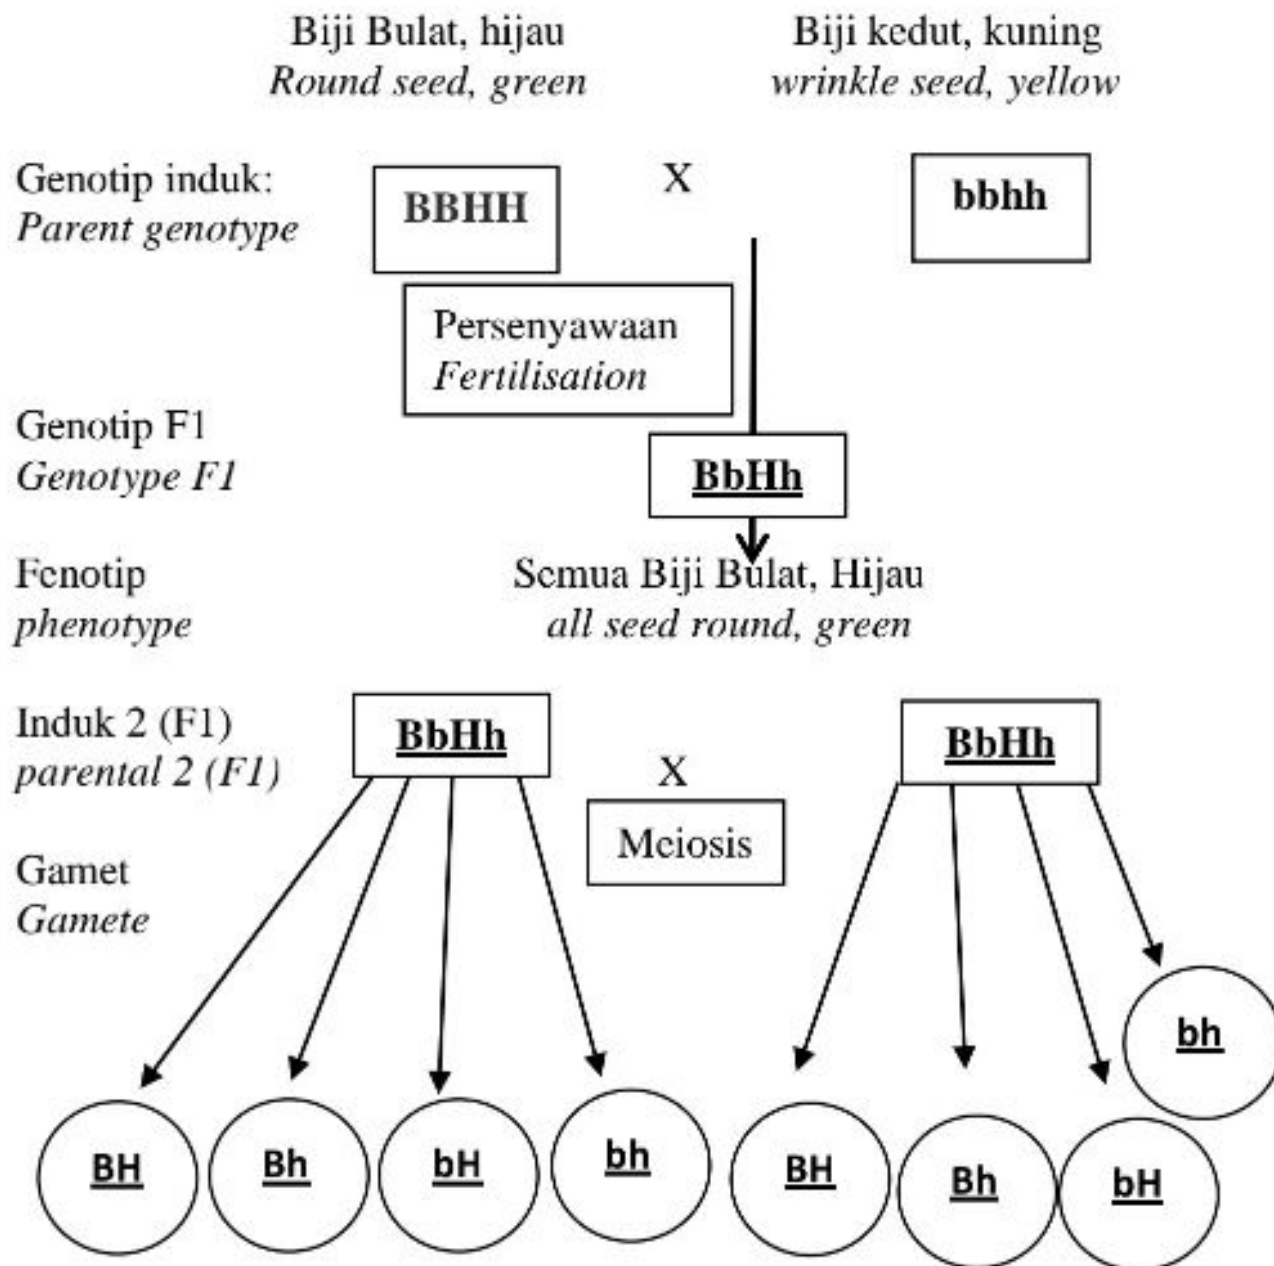 Biji Bulat, hijau
Round seed, green
Biji kedut, kuning
wrinkle seed, yellow
Genotip induk:
Parent genotype
BBHH
X
bbhh
Persenyawaan
Fertilisation
Genotip F1
Genotype F1
BbHh
Fenotip
phenotype
Semua Biji Bulat, Hijau
all seed round, green
Induk 2 (F1)
parental 2 (F1)
BbHh
X
BbHh
Meiosis
Gamet
Gamete
BH
Bh
bH
bh
BH
Bh
bH
bh